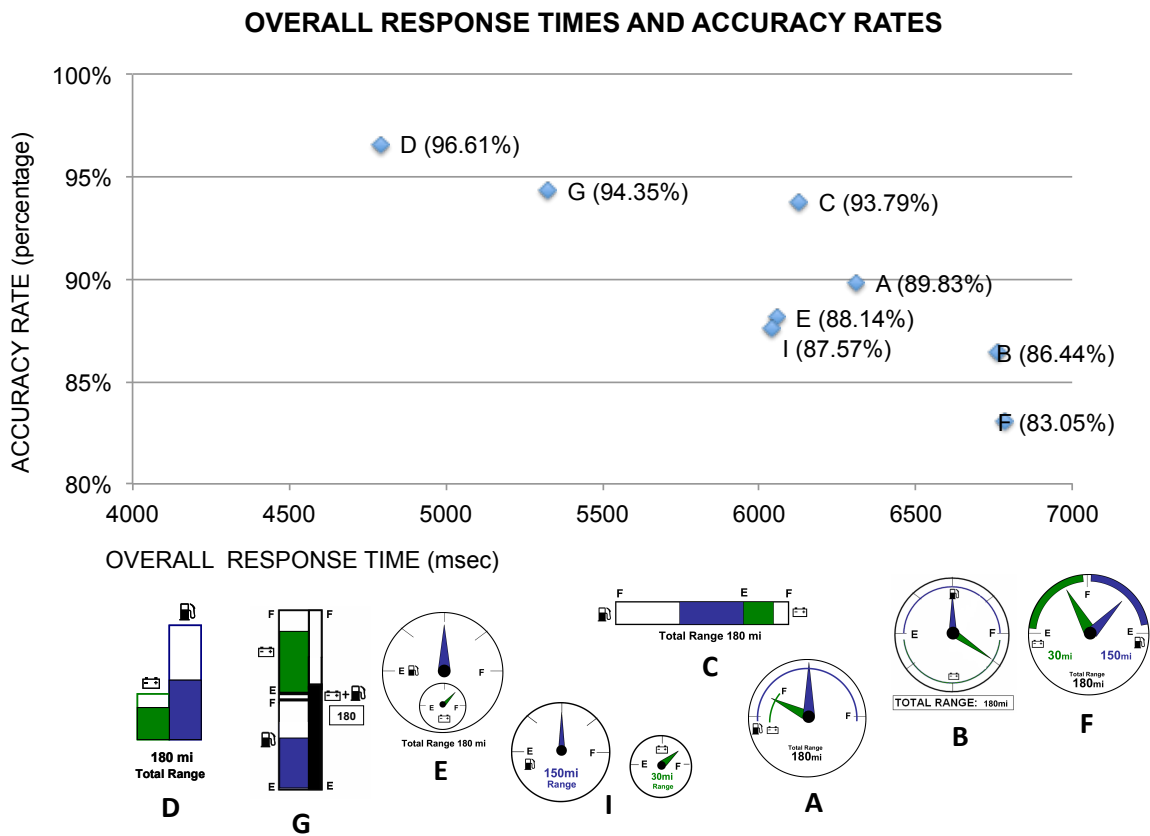 OVERALL RESPONSE TIMES AND ACCURACY RATES
ACCURACY RATE (percentage)
100%
95%
90%
85%
80%
D (96.61%)
G (94.35%)
C (93.79%)
A (89.83%)
E (88.14%)
I (87.57%)
B (86.44%)
F (83.05%)
4000 4500 5000 5500 6000 6500 7000
OVERALL RESPONSE TIME (msec)
180 mi
Total Range
D
F F
E
F
180
E E
G
E F
E F
Total Range 180 mi
E
E F
150mi
Range
E F
30mi
Range
I
F E F
Total Range 180 mi
C
F
F
Total Range
180mi
A
E F
TOTAL RANGE: 180mi
B
F
E E
30mi 150mi
Total Range
180mi
F